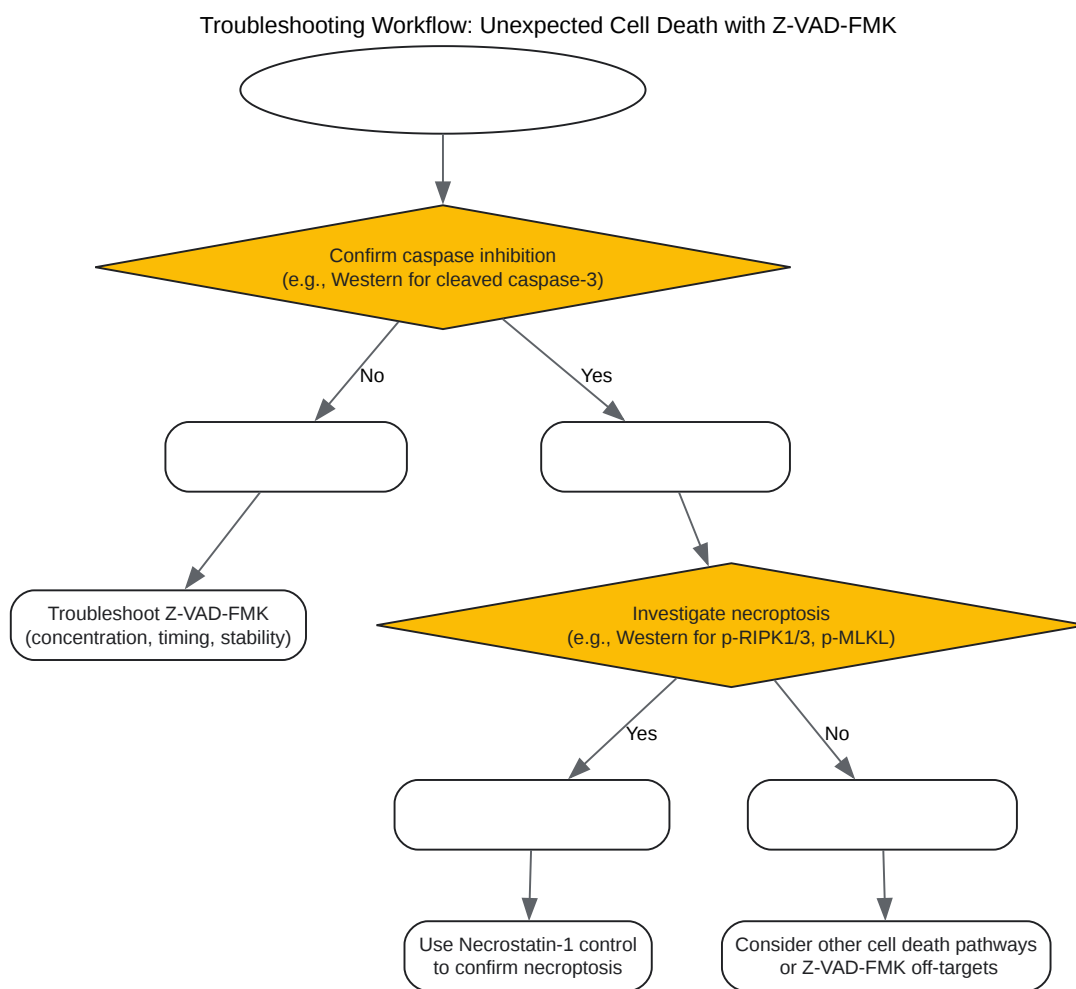 Troubleshooting Workflow: Unexpected Cell Death with Z-VAD-FMK
Confirm caspase inhibition
(e.g., Western for cleaved caspase-3)
No
Yes
Troubleshoot Z-VAD-FMK
(concentration, timing, stability)
Investigate necroptosis
(e.g., Western for p-RIPK1/3, p-MLKL)
Yes
No
Use Necrostatin-1 control
to confirm necroptosis
Consider other cell death pathways
or Z-VAD-FMK off-targets